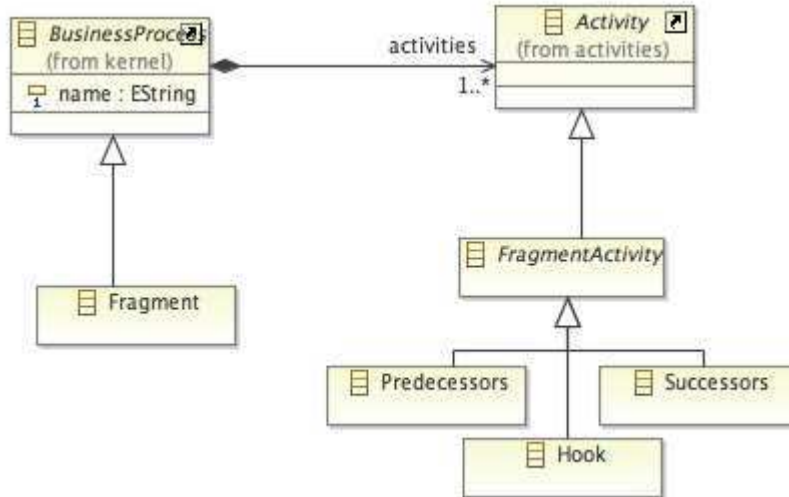 BusinessProcess
(from kernel)
name : EString
activities
1..*
Activity
(from activities)
FragmentActivity
Fragment
Predecessors
Successors
Hook